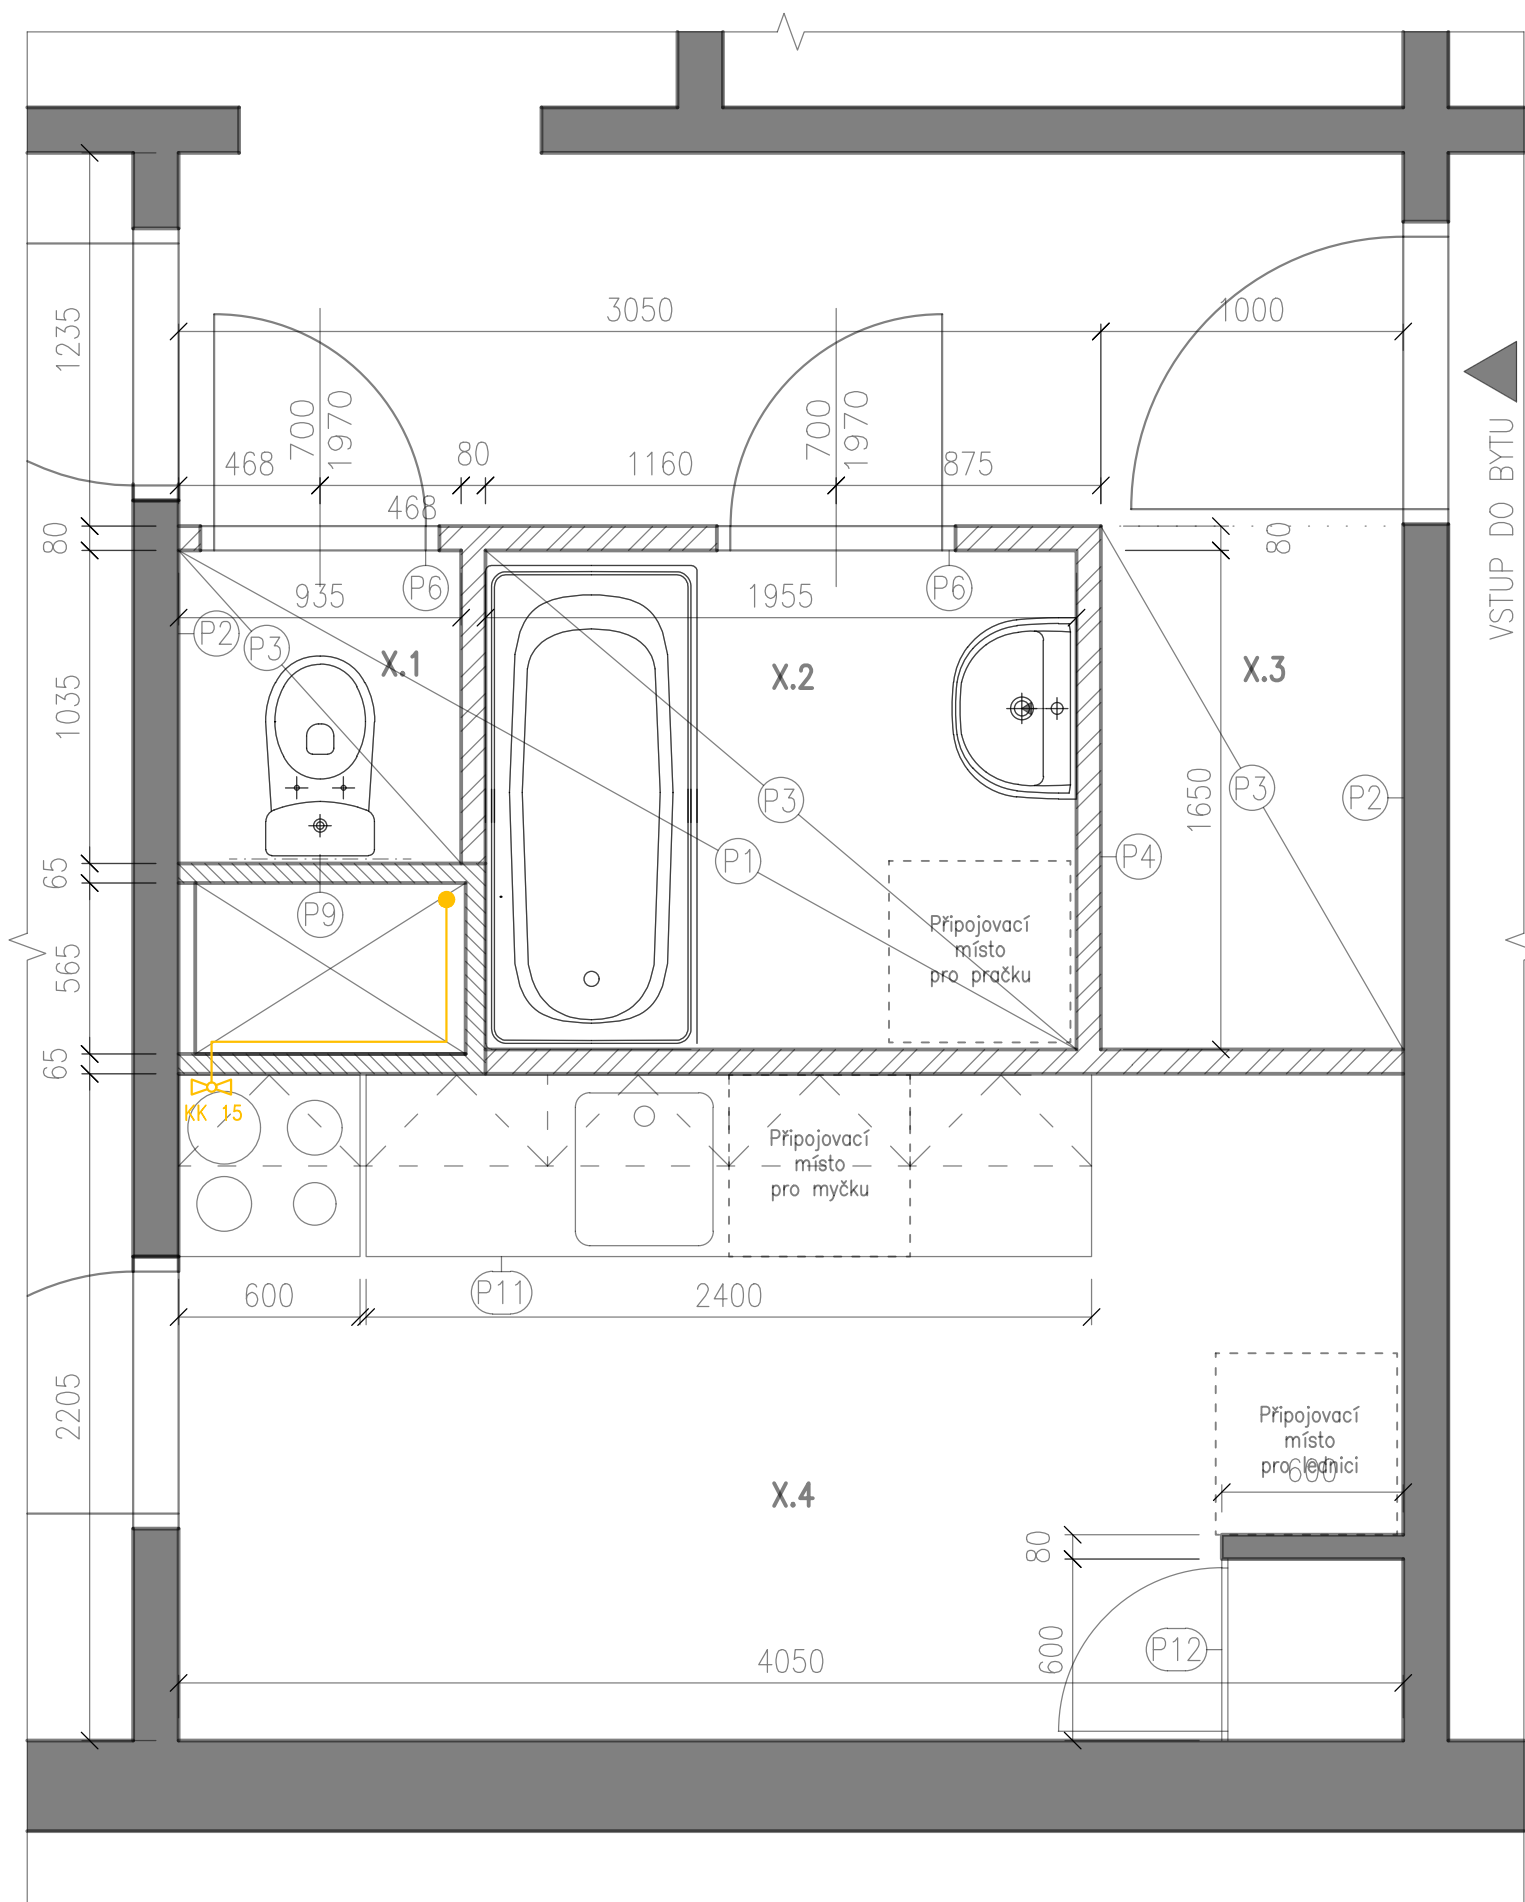 3050
1000
1235
700
1970
700
1970
468
80
1160
875
468
80
80
VSTUP DO BYTU
935
P6
1955
P6
P2
P3
X.1
X.2
X.3
1035
1650
P3
P3
P2
P1
P4
65
P9
Připojovací
místo
pro pračku
565
65
KK 15
Připojovací
místo
pro myčku
600
P11
2400
2205
Připojovací
místo
pro lednici
600
X.4
80
600
P12
4050